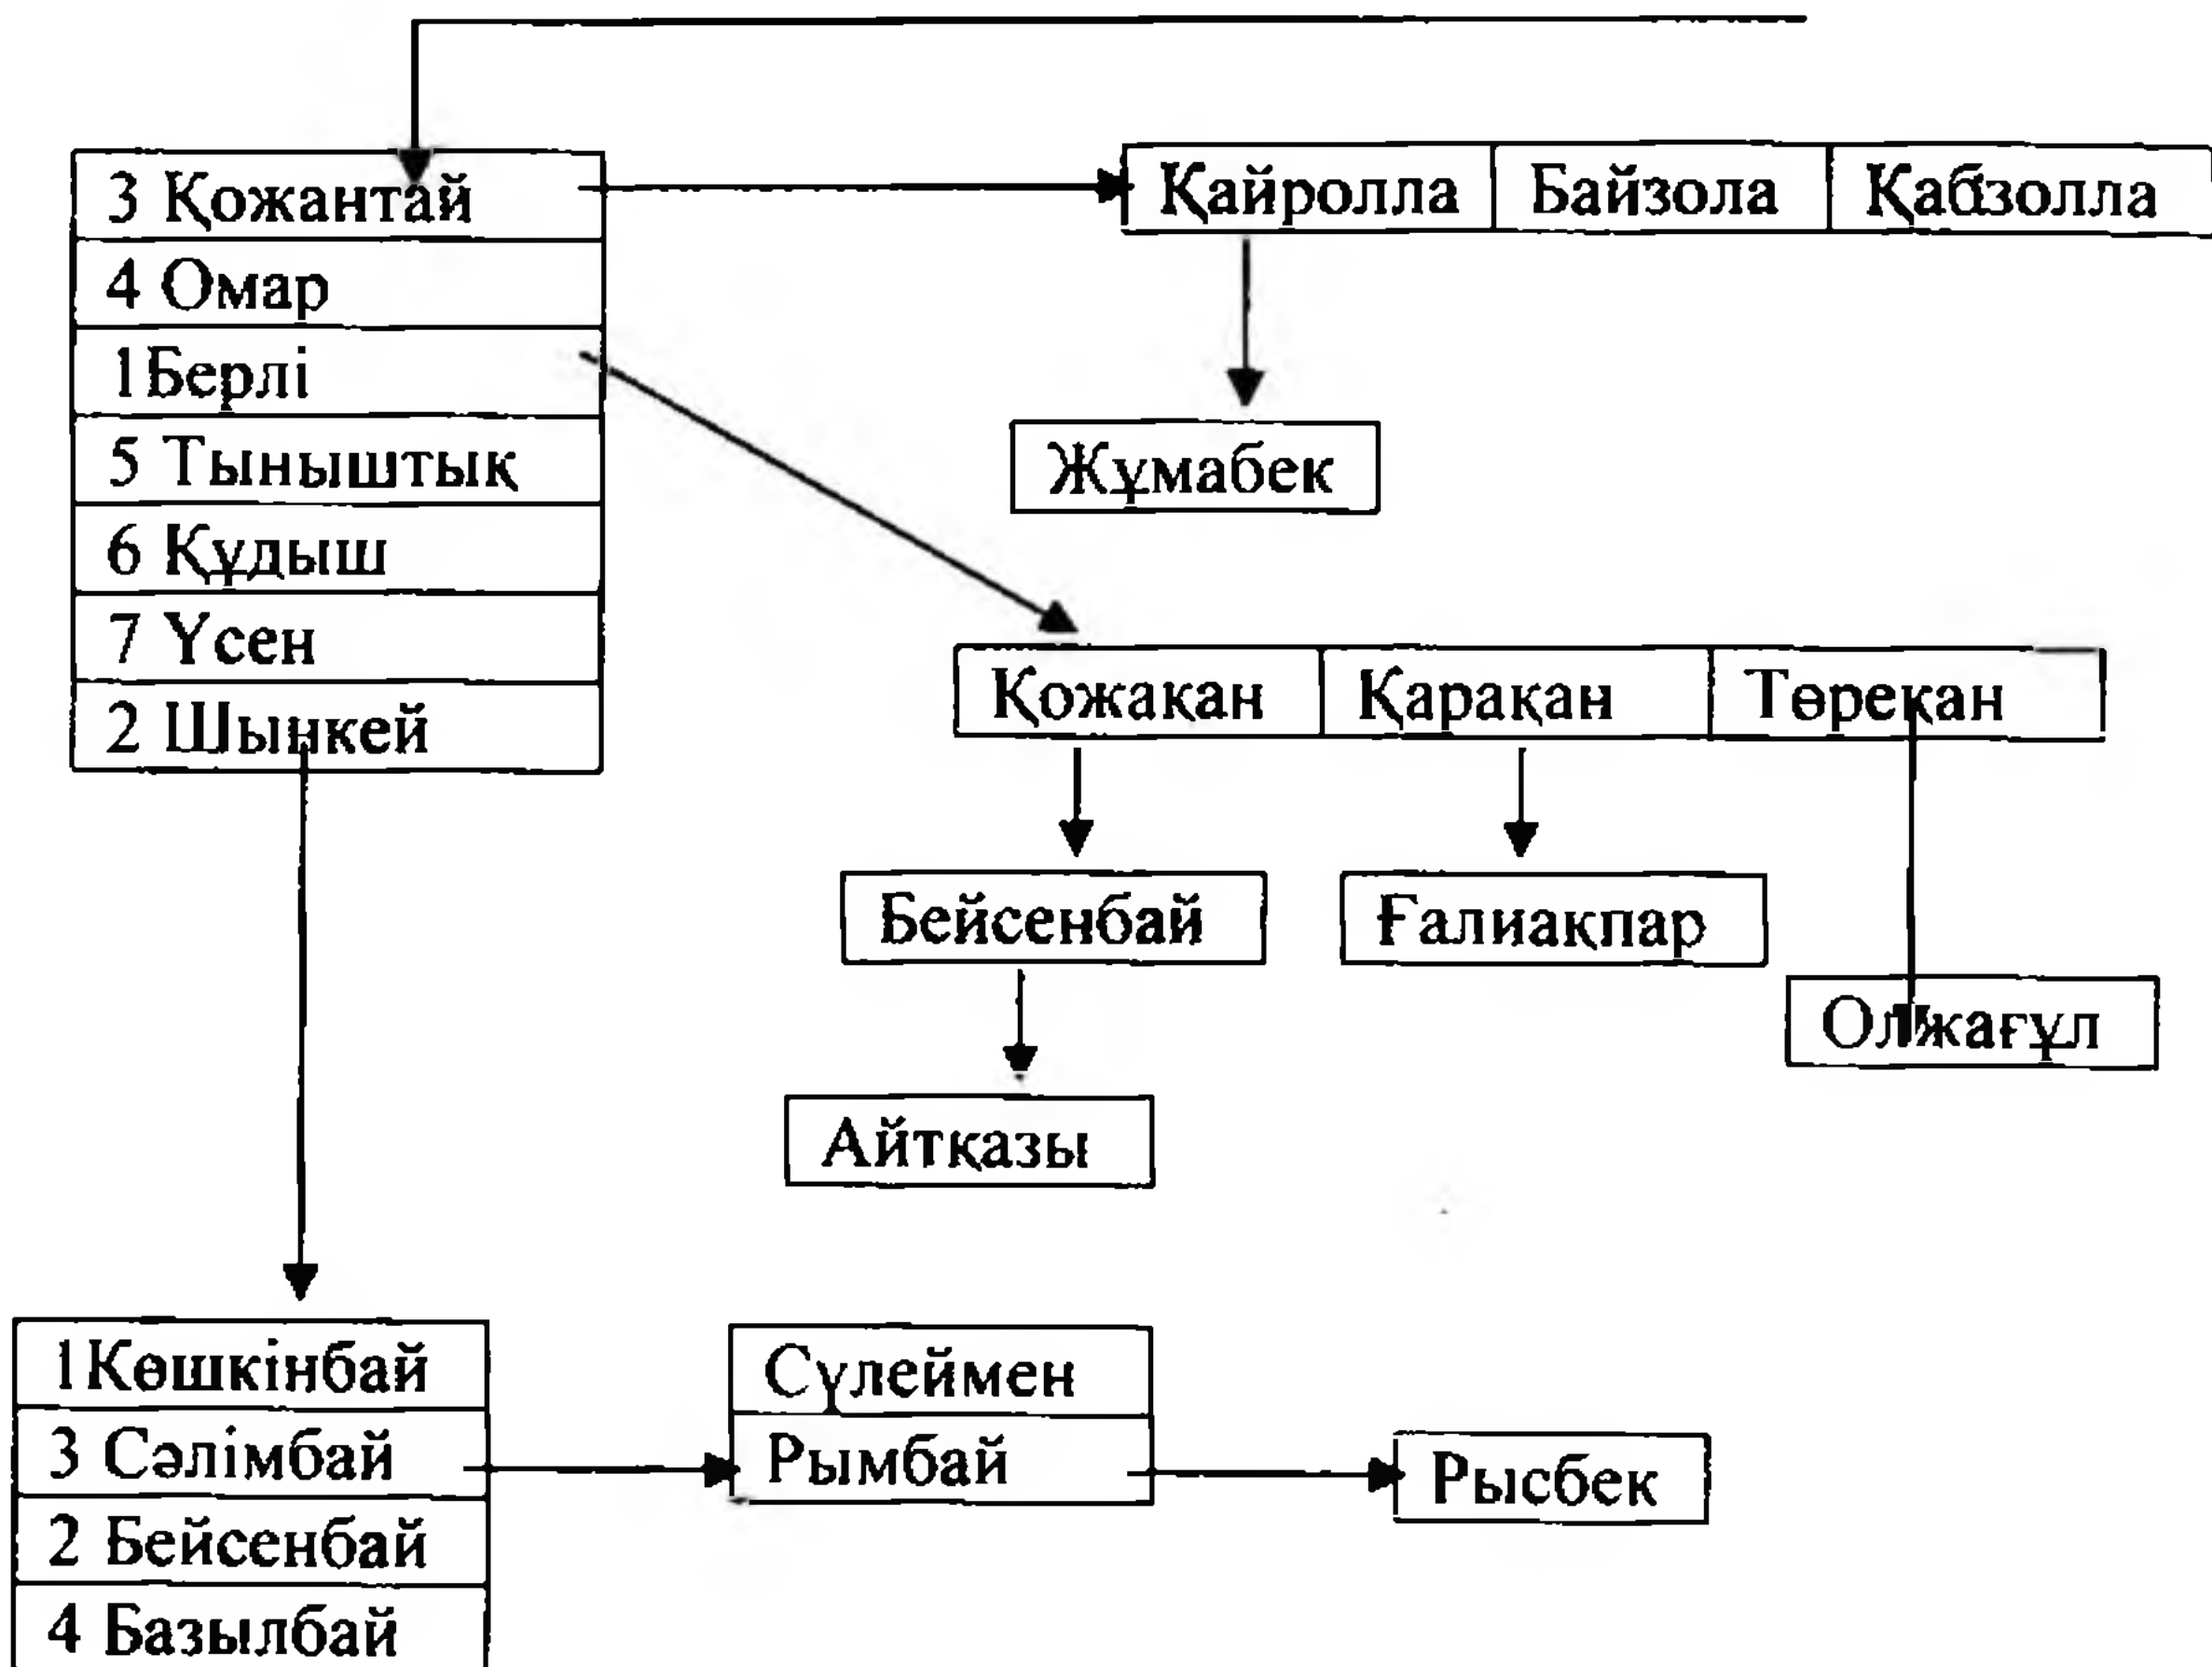 3 Қожантай
4 Омар
1Берлі
5 Тыныштық
6 Құдыш
7 Үсен
2 Шынкей
Қайролла Байзола Қабзолла
Жұмабек
Қожақан Қарақан Төреқан
Бейсенбай Ғалиақпар
Олжағұл
Айтқазы
1Көшкінбай
3 Сәлімбай
2 Бейсенбай
4 Базылбай
Сүлеймен
Рымбай
Рысбек